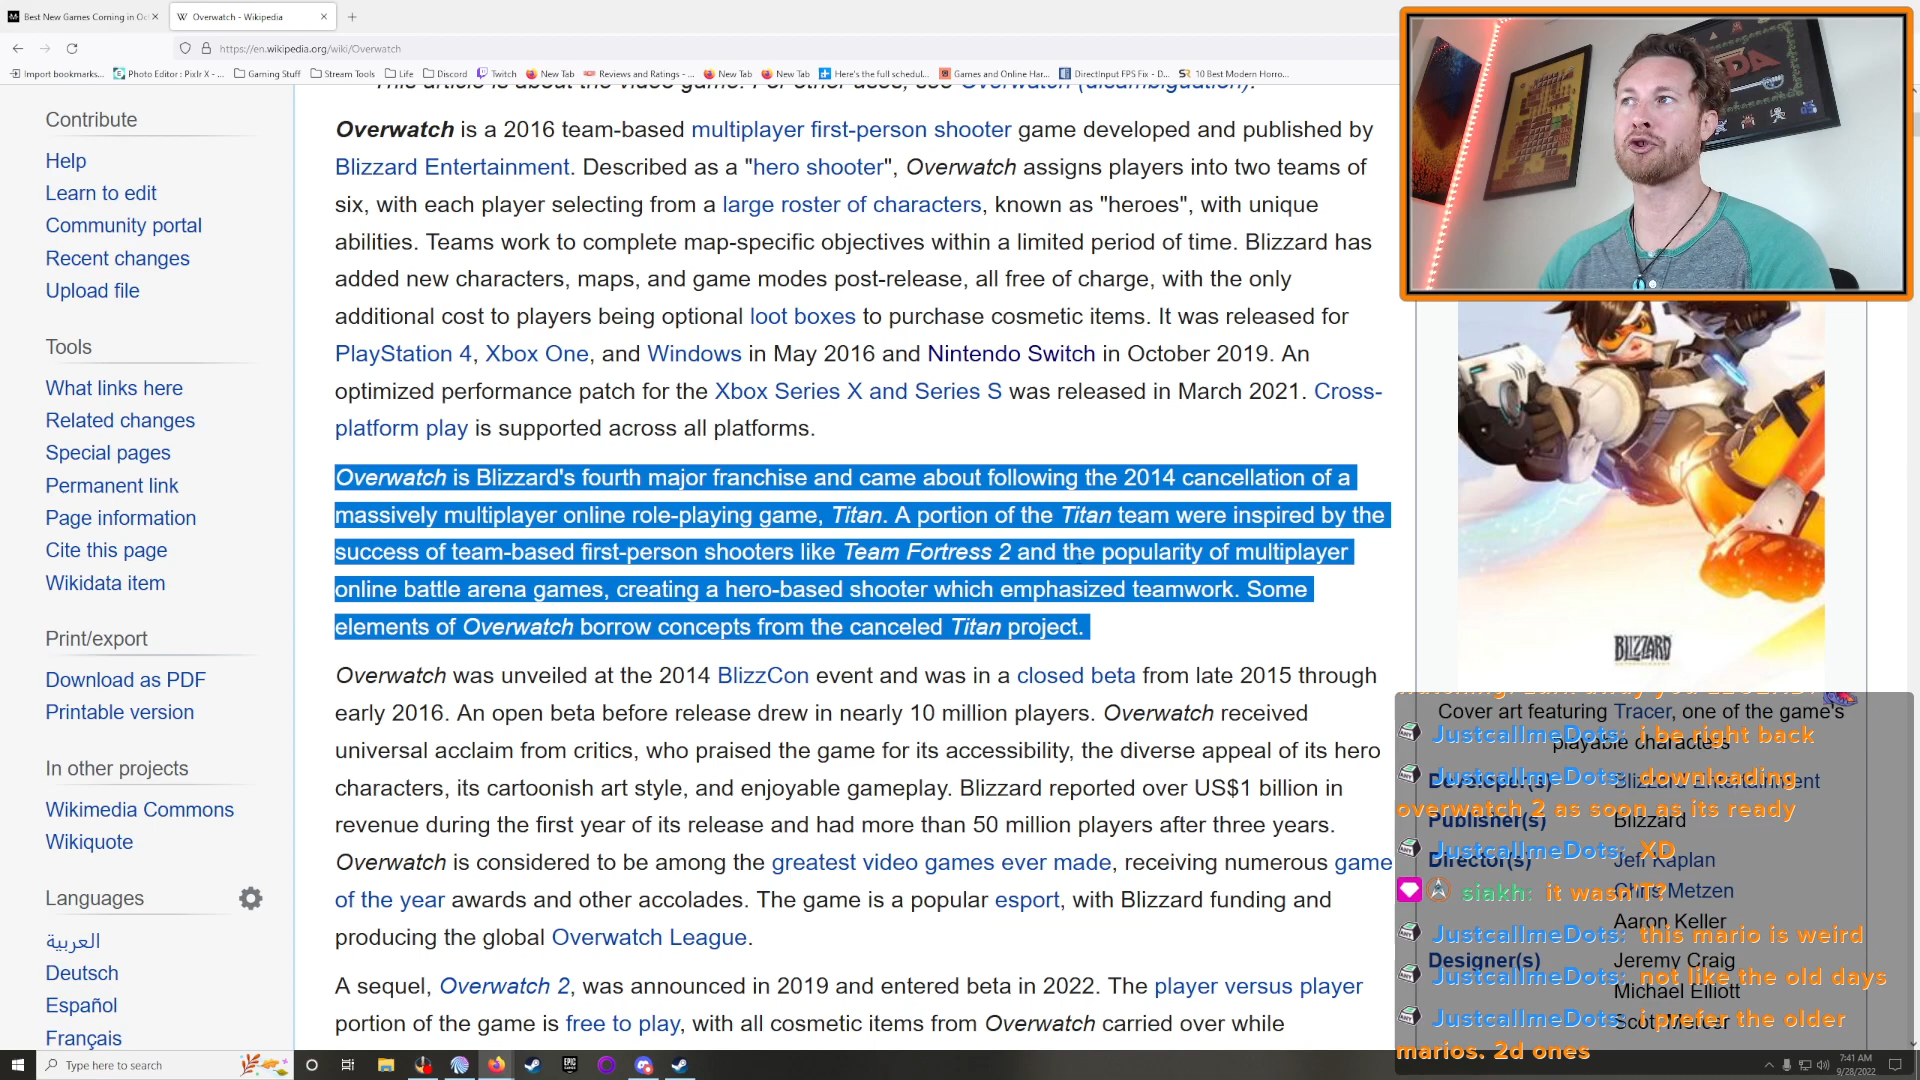 Best New Games Coming in Oc
Overwatch - Wikipedia
https://en.wikipedia.org/wiki/Overwatch
Import bookmarks...
Photo Editor : Pixlr X - ...
Gaming Stuff
Stream Tools
Life
Discord
Twitch
New Tab
Reviews and Ratings - ...
New Tab
New Tab
Here's the full schedul...
Games and Online Har...
DirectInput FPS Fix - D...
10 Best Modern Horro...
Contribute
Help
Learn to edit
Community portal
Recent changes
Upload file
Tools
What links here
Related changes
Special pages
Permanent link
Page information
Cite this page
Wikidata item
Print/export
Download as PDF
Printable version
In other projects
Wikimedia Commons
Wikiquote
Languages
العربية
Deutsch
Español
Français
This article is about the video game. For other uses, see Overwatch (disambiguation).
Overwatch is a 2016 team-based multiplayer first-person shooter game developed and published by
Blizzard Entertainment. Described as a "hero shooter", Overwatch assigns players into two teams of
six, with each player selecting from a large roster of characters, known as "heroes", with unique
abilities. Teams work to complete map-specific objectives within a limited period of time. Blizzard has
added new characters, maps, and game modes post-release, all free of charge, with the only
additional cost to players being optional loot boxes to purchase cosmetic items. It was released for
PlayStation 4, Xbox One, and Windows in May 2016 and Nintendo Switch in October 2019. An
optimized performance patch for the Xbox Series X and Series S was released in March 2021. Cross-
platform play is supported across all platforms.
Overwatch is Blizzard's fourth major franchise and came about following the 2014 cancellation of a
massively multiplayer online role-playing game, Titan. A portion of the Titan team were inspired by the
success of team-based first-person shooters like Team Fortress 2 and the popularity of multiplayer
online battle arena games, creating a hero-based shooter which emphasized teamwork. Some
elements of Overwatch borrow concepts from the canceled Titan project.
Overwatch was unveiled at the 2014 BlizzCon event and was in a closed beta from late 2015 through
early 2016. An open beta before release drew in nearly 10 million players. Overwatch received
universal acclaim from critics, who praised the game for its accessibility, the diverse appeal of its hero
characters, its cartoonish art style, and enjoyable gameplay. Blizzard reported over US$1 billion in
revenue during the first year of its release and had more than 50 million players after three years.
Overwatch is considered to be among the greatest video games ever made, receiving numerous game
of the year awards and other accolades. The game is a popular esport, with Blizzard funding and
producing the global Overwatch League.
A sequel, Overwatch 2, was announced in 2019 and entered beta in 2022. The player versus player
portion of the game is free to play, with all cosmetic items from Overwatch carried over while
BLIZZARD
Cover art featuring Tracer, one of the game's
playable characters
Developer(s) Blizzard Entertainment
Publisher(s) Blizzard
Director(s) Jeff Kaplan
Chris Metzen
Aaron Keller
Designer(s) Jeremy Craig
Michael Elliott
Scott Mercer
JustcallmeDots: i be right back
JustcallmeDots: downloading
overwatch 2 as soon as its ready
JustcallmeDots: XD
siakh: it wasn'T?
JustcallmeDots: this mario is weird
JustcallmeDots: not like the old days
JustcallmeDots: i prefer the older
marios. 2d ones
Type here to search
7:41 AM
9/28/2022